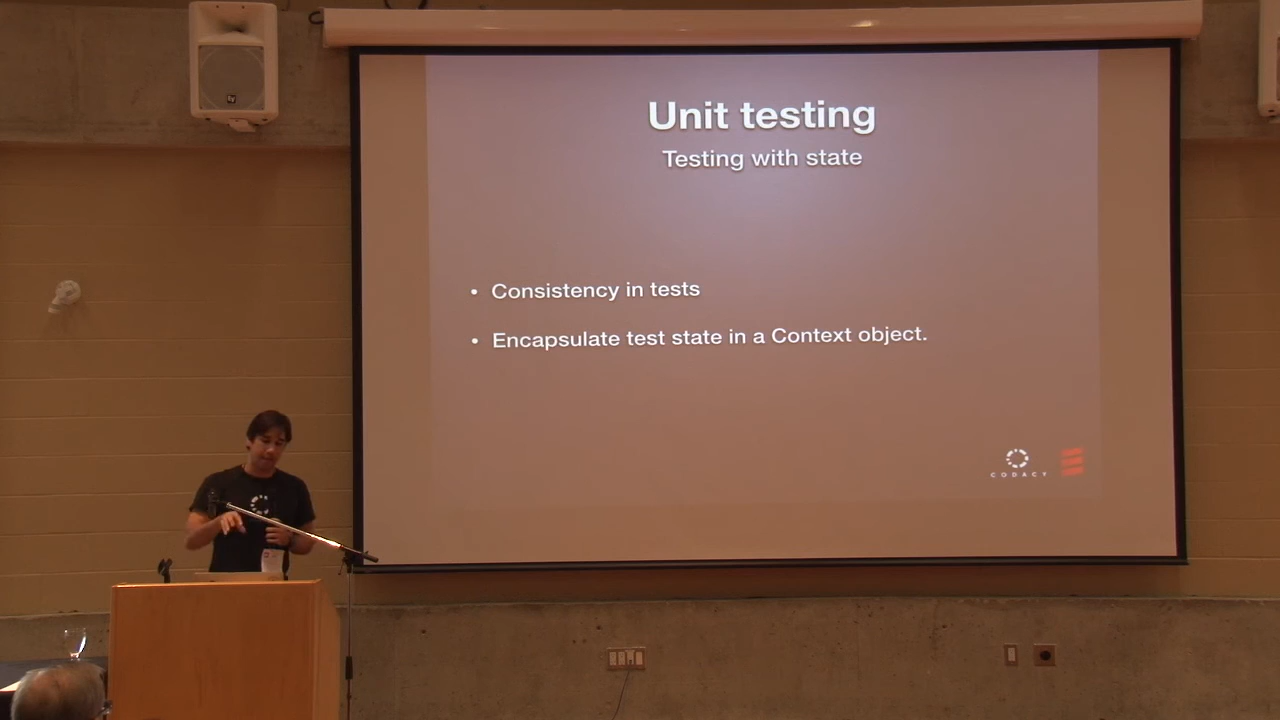 Unit testing
Testing with state
• Consistency in tests
• Encapsulate test state in a Context object.
CODACY